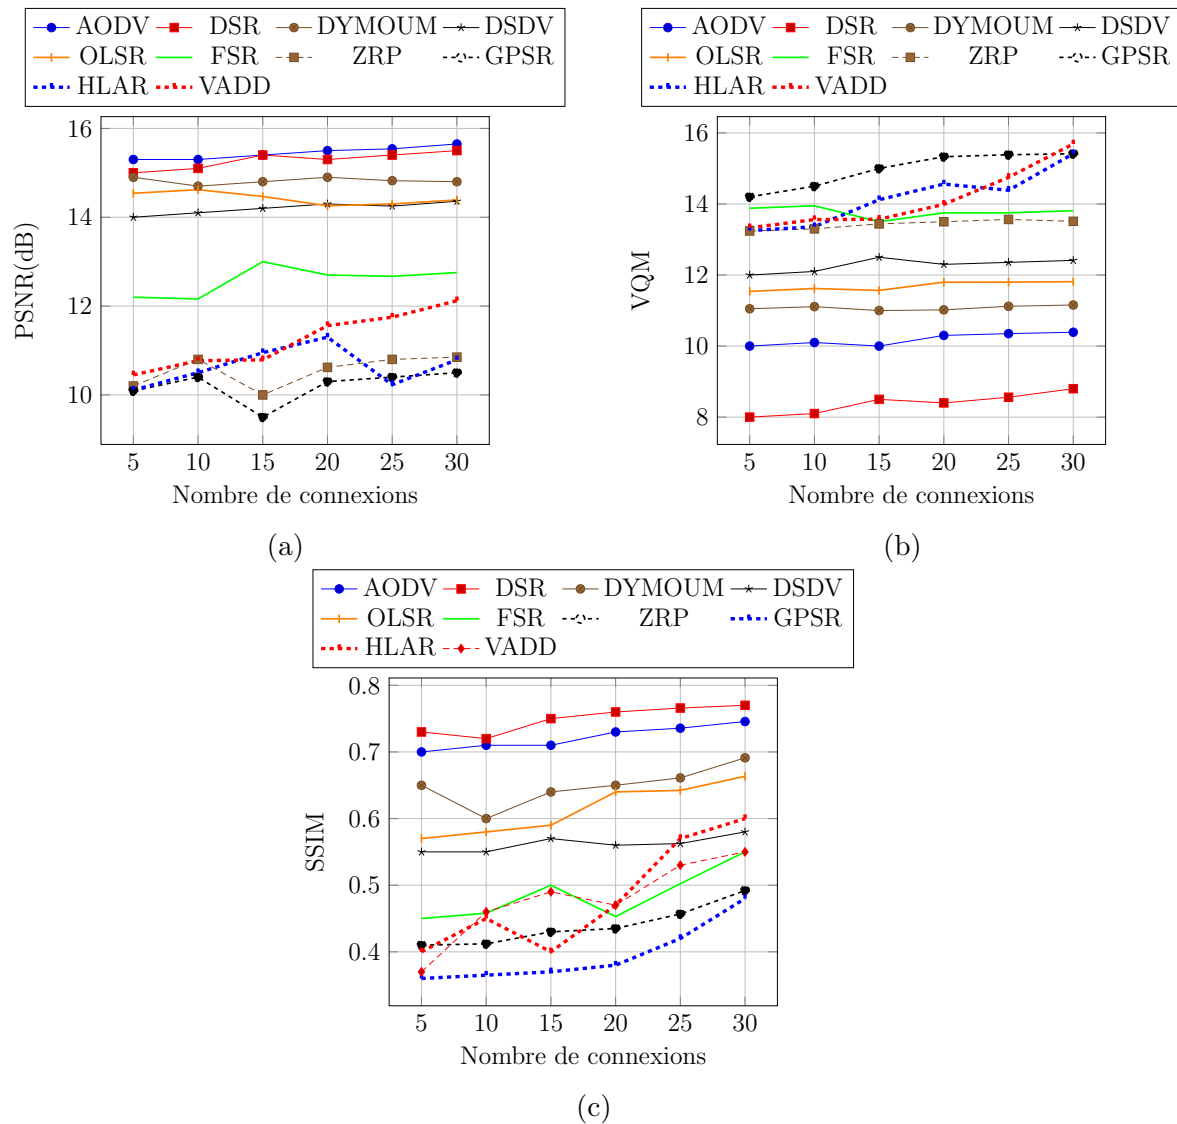 AODV DSR DYMOUM DSDV
OLSR FSR ZRP GPSR
HLAR VADD
16
14
12
10
PSNR(dB)
5 10 15 20 25 30
Nombre de connexions
(a)
AODV DSR DYMOUM DSDV
OLSR FSR ZRP GPSR
HLAR VADD
16
14
12
10
8
VQM
5 10 15 20 25 30
Nombre de connexions
(b)
AODV DSR DYMOUM DSDV
OLSR FSR ZRP GPSR
HLAR VADD
0.8
0.7
0.6
0.5
0.4
SSIM
5 10 15 20 25 30
Nombre de connexions
(c)